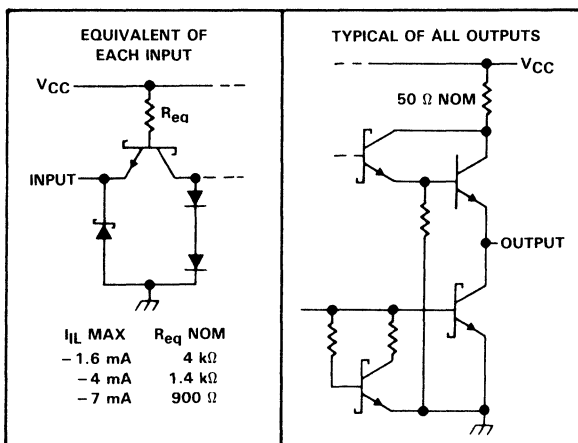 EQUIVALENT OF
EACH INPUT
VCC
Req
INPUT
IIL MAX Req NOM
−1.6 mA 4 kΩ
−4 mA 1.4 kΩ
−7 mA 900 Ω
TYPICAL OF ALL OUTPUTS
VCC
50 Ω NOM
OUTPUT